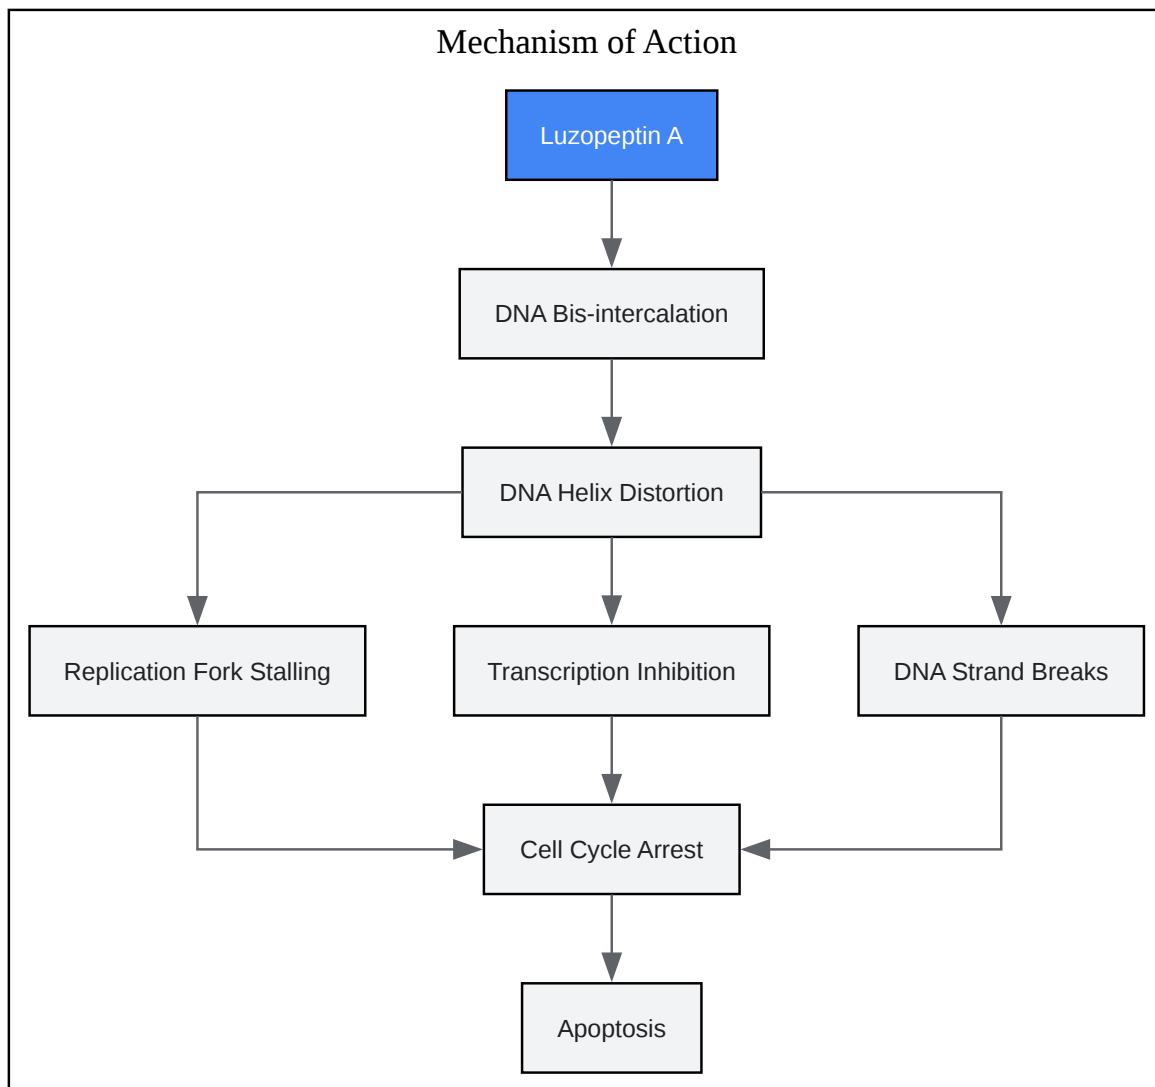 Mechanism of Action
Luzopeptin A
DNA Bis-intercalation
DNA Helix Distortion
Replication Fork Stalling
Transcription Inhibition
DNA Strand Breaks
Cell Cycle Arrest
Apoptosis